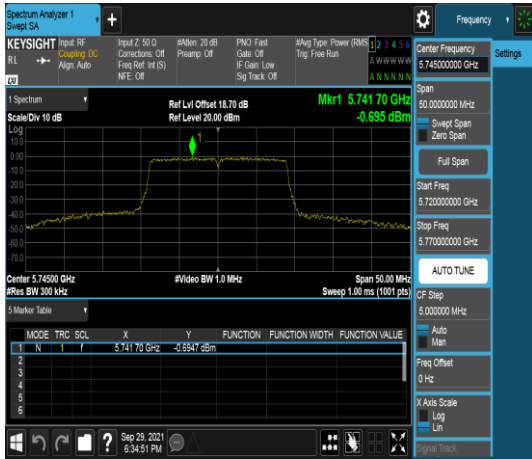 Spectrum Analyzer 1
Swept SA
+
Frequency
KEYSIGHT
Input: RF
Input Z: 50 Ω
#Atten: 20 dB
PNO: Fast
#Avg Type: Power (RMS
1 2 3 4 5 6
RL
Coupling: DC
Corrections: Off
Preamp: Off
Gate: Off
Trig: Free Run
Align: Auto
Freq Ref: Int (S)
IF Gain: Low
A W W W W W
NFE: Off
Sig Track: Off
A N N N N N
LXI
1 Spectrum
Ref Lvl Offset 18.70 dB
Mkr1 5.741 70 GHz
Scale/Div 10 dB
Ref Level 20.00 dBm
-0.695 dBm
Log
1
10.0
0.00
-10.0
-20.0
-30.0
-40.0
-50.0
-60.0
-70.0
Center 5.74500 GHz
#Video BW 1.0 MHz
Span 50.00 MHz
#Res BW 300 kHz
Sweep 1.00 ms (1001 pts)
5 Marker Table
MODE TRC SCL X Y FUNCTION FUNCTION WIDTH FUNCTION VALUE
1 N 1 f 5.741 70 GHz -0.6947 dBm
2
3
4
5
6
Sep 29, 2021
6:34:51 PM
?
Center Frequency
5.745000000 GHz
Settings
Span
50.0000000 MHz
Swept Span
Zero Span
Full Span
Start Freq
5.720000000 GHz
Stop Freq
5.770000000 GHz
AUTO TUNE
CF Step
5.000000 MHz
Auto
Man
Freq Offset
0 Hz
X Axis Scale
Log
Lin
Signal Track